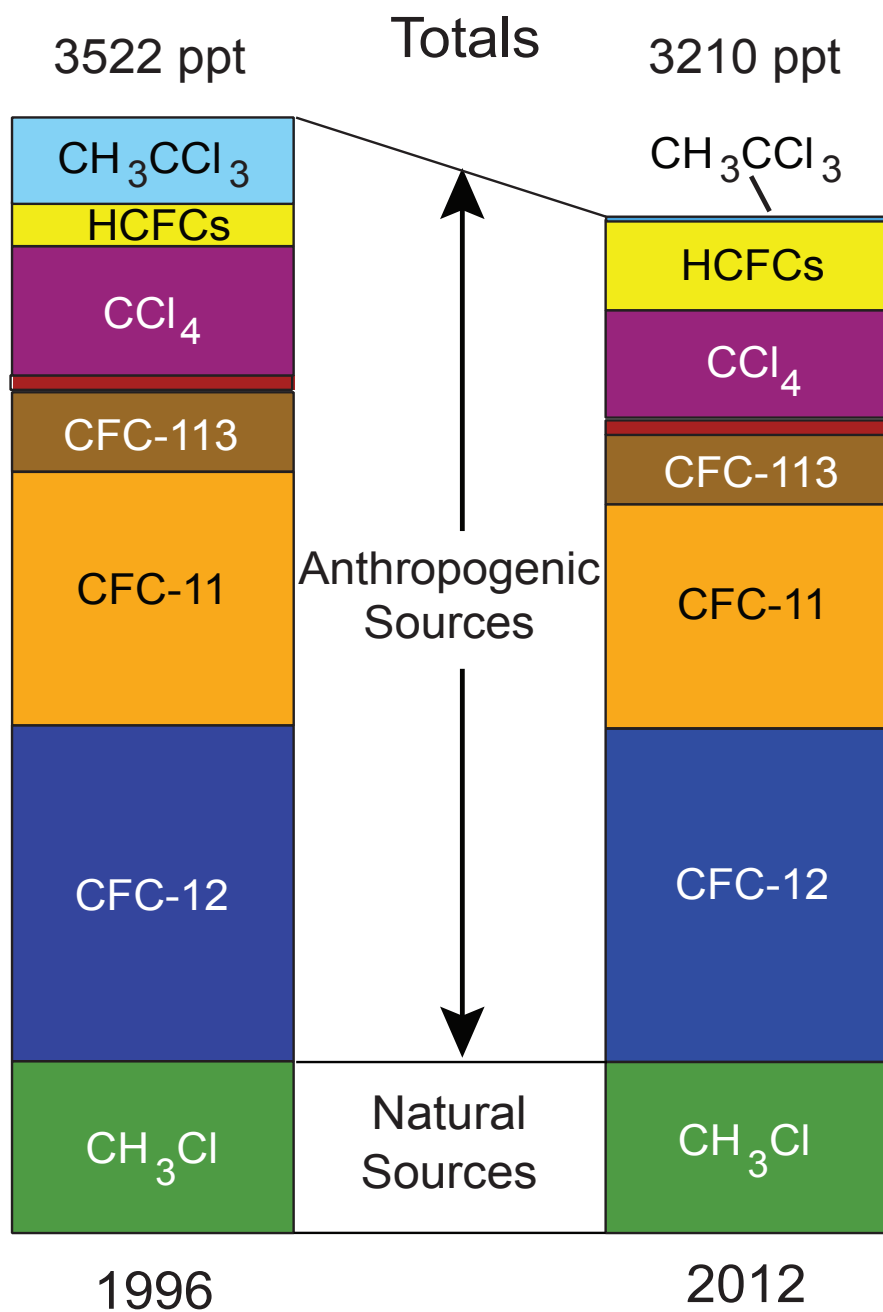 Totals
3522 ppt
3210 ppt
CH₃CCl₃
HCFCs
CCl₄
CFC-113
CFC-11
CFC-12
CH₃Cl
1996
Anthropogenic
Sources
Natural
Sources
CH₃CCl₃
HCFCs
CCl₄
CFC-113
CFC-11
CFC-12
CH₃Cl
2012